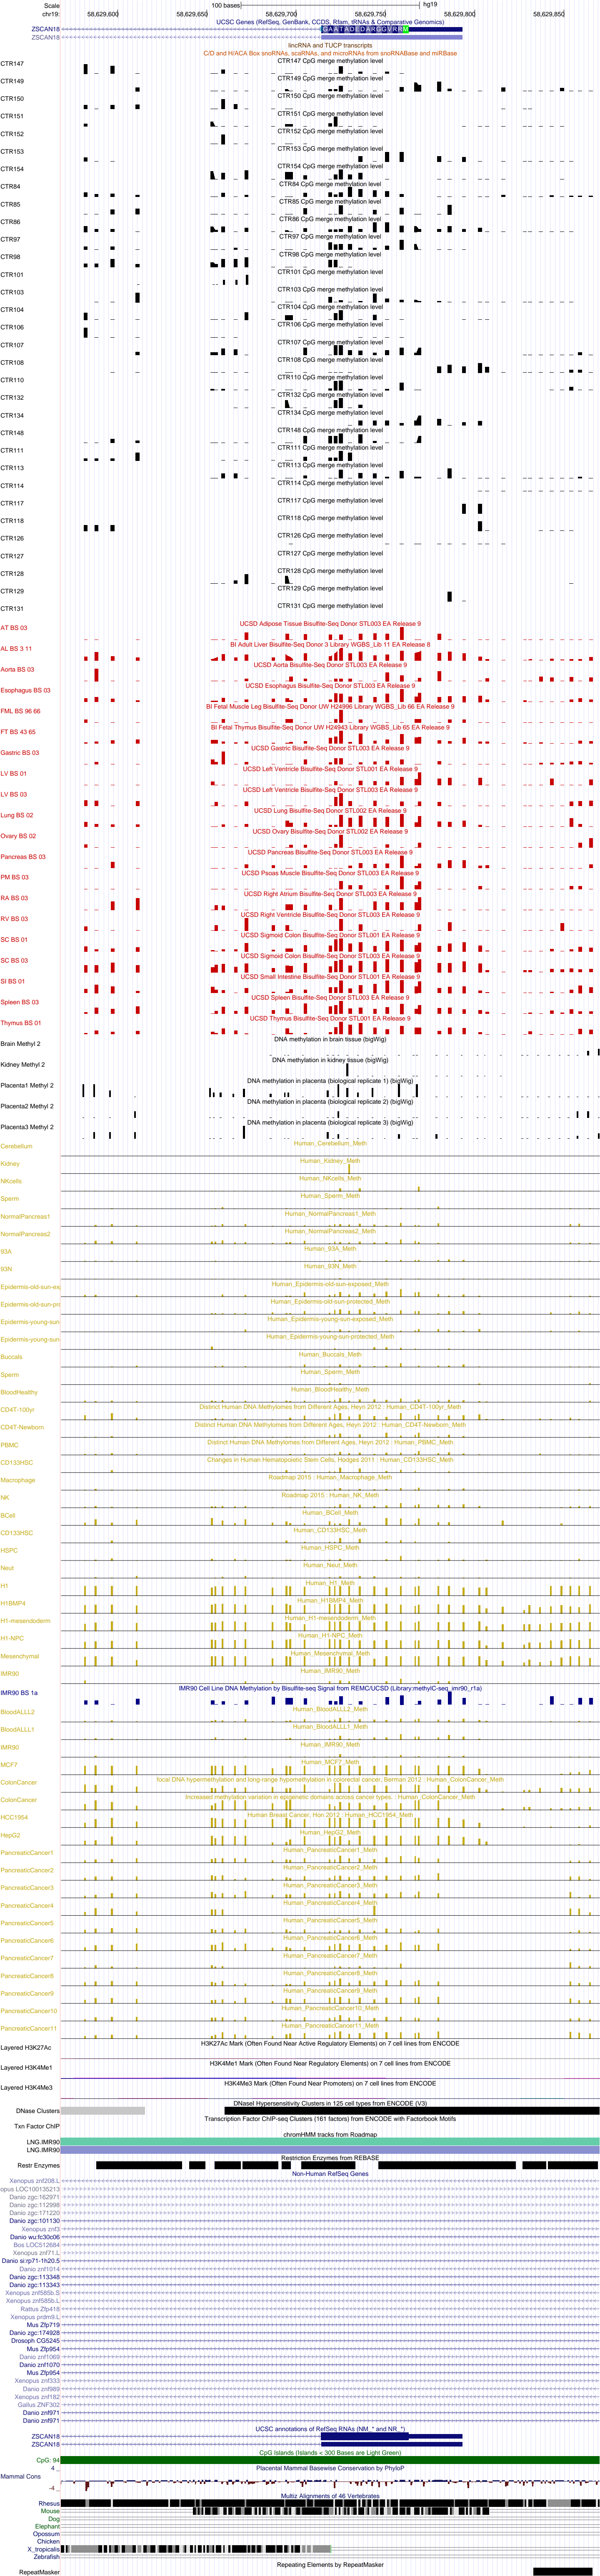 Scale 100 bases hg19
chr19: 58,629,600 58,629,650 58,629,700 58,629,750 58,629,800 58,629,850
UCSC Genes (RefSeq, GenBank, CCDS, Rfam, tRNAs & Comparative Genomics)
ZSCAN18 G A A T A D E D A R G G V R R M
ZSCAN18
lincRNA and TUCP transcripts
C/D and H/ACA Box snoRNAs, scaRNAs, and microRNAs from snoRNABase and miRBase
CTR147 CTR147 CpG merge methylation level
CTR149 CTR149 CpG merge methylation level
CTR150 CTR150 CpG merge methylation level
CTR151 CTR151 CpG merge methylation level
CTR152 CTR152 CpG merge methylation level
CTR153 CTR153 CpG merge methylation level
CTR154 CTR154 CpG merge methylation level
CTR84 CTR84 CpG merge methylation level
CTR85 CTR85 CpG merge methylation level
CTR86 CTR86 CpG merge methylation level
CTR97 CTR97 CpG merge methylation level
CTR98 CTR98 CpG merge methylation level
CTR101 CTR101 CpG merge methylation level
CTR103 CTR103 CpG merge methylation level
CTR104 CTR104 CpG merge methylation level
CTR106 CTR106 CpG merge methylation level
CTR107 CTR107 CpG merge methylation level
CTR108 CTR108 CpG merge methylation level
CTR110 CTR110 CpG merge methylation level
CTR132 CTR132 CpG merge methylation level
CTR134 CTR134 CpG merge methylation level
CTR148 CTR148 CpG merge methylation level
CTR111 CTR111 CpG merge methylation level
CTR113 CTR113 CpG merge methylation level
CTR114 CTR114 CpG merge methylation level
CTR117 CTR117 CpG merge methylation level
CTR118 CTR118 CpG merge methylation level
CTR126 CTR126 CpG merge methylation level
CTR127 CTR127 CpG merge methylation level
CTR128 CTR128 CpG merge methylation level
CTR129 CTR129 CpG merge methylation level
CTR131 CTR131 CpG merge methylation level
UCSD Adipose Tissue Bisulfite-Seq Donor STL003 EA Release 9
AT BS 03
BI Adult Liver Bisulfite-Seq Donor 3 Library WGBS_Lib 11 EA Release 8
AL BS 3 11
UCSD Aorta Bisulfite-Seq Donor STL003 EA Release 9
Aorta BS 03
UCSD Esophagus Bisulfite-Seq Donor STL003 EA Release 9
Esophagus BS 03
BI Fetal Muscle Leg Bisulfite-Seq Donor UW H24996 Library WGBS_Lib 66 EA Release 9
FML BS 96 66
BI Fetal Thymus Bisulfite-Seq Donor UW H24943 Library WGBS_Lib 65 EA Release 9
FT BS 43 65
UCSD Gastric Bisulfite-Seq Donor STL003 EA Release 9
Gastric BS 03
UCSD Left Ventricle Bisulfite-Seq Donor STL001 EA Release 9
LV BS 01
UCSD Left Ventricle Bisulfite-Seq Donor STL003 EA Release 9
LV BS 03
UCSD Lung Bisulfite-Seq Donor STL002 EA Release 9
Lung BS 02
UCSD Ovary Bisulfite-Seq Donor STL002 EA Release 9
Ovary BS 02
UCSD Pancreas Bisulfite-Seq Donor STL003 EA Release 9
Pancreas BS 03
UCSD Psoas Muscle Bisulfite-Seq Donor STL003 EA Release 9
PM BS 03
UCSD Right Atrium Bisulfite-Seq Donor STL003 EA Release 9
RA BS 03
UCSD Right Ventricle Bisulfite-Seq Donor STL003 EA Release 9
RV BS 03
UCSD Sigmoid Colon Bisulfite-Seq Donor STL001 EA Release 9
SC BS 01
UCSD Sigmoid Colon Bisulfite-Seq Donor STL003 EA Release 9
SC BS 03
UCSD Small Intestine Bisulfite-Seq Donor STL001 EA Release 9
SI BS 01
UCSD Spleen Bisulfite-Seq Donor STL003 EA Release 9
Spleen BS 03
UCSD Thymus Bisulfite-Seq Donor STL001 EA Release 9
Thymus BS 01
DNA methylation in brain tissue (bigWig)
Brain Methyl 2
DNA methylation in kidney tissue (bigWig)
Kidney Methyl 2
DNA methylation in placenta (biological replicate 1) (bigWig)
Placenta1 Methyl 2
DNA methylation in placenta (biological replicate 2) (bigWig)
Placenta2 Methyl 2
DNA methylation in placenta (biological replicate 3) (bigWig)
Placenta3 Methyl 2
Cerebellum Human_Cerebellum_Meth
Kidney Human_Kidney_Meth
NKcells Human_NKcells_Meth
Sperm Human_Sperm_Meth
NormalPancreas1 Human_NormalPancreas1_Meth
NormalPancreas2 Human_NormalPancreas2_Meth
93A Human_93A_Meth
93N Human_93N_Meth
Epidermis-old-sun-ex Human_Epidermis-old-sun-exposed_Meth
Epidermis-old-sun-pr Human_Epidermis-old-sun-protected_Meth
Epidermis-young-sun Human_Epidermis-young-sun-exposed_Meth
Epidermis-young-sun Human_Epidermis-young-sun-protected_Meth
Buccals Human_Buccals_Meth
Sperm Human_Sperm_Meth
BloodHealthy Human_BloodHealthy_Meth
CD4T-100yr Distinct Human DNA Methylomes from Different Ages, Heyn 2012 : Human_CD4T-100yr_Meth
CD4T-Newborn Distinct Human DNA Methylomes from Different Ages, Heyn 2012 : Human_CD4T-Newborn_Meth
PBMC Distinct Human DNA Methylomes from Different Ages, Heyn 2012 : Human_PBMC_Meth
CD133HSC Changes in Human Hematopoietic Stem Cells, Hodges 2011 : Human_CD133HSC_Meth
Macrophage Roadmap 2015 : Human_Macrophage_Meth
NK Roadmap 2015 : Human_NK_Meth
BCell Human_BCell_Meth
CD133HSC Human_CD133HSC_Meth
HSPC Human_HSPC_Meth
Neut Human_Neut_Meth
H1 Human_H1_Meth
H1BMP4 Human_H1BMP4_Meth
H1-mesendoderm Human_H1-mesendoderm_Meth
H1-NPC Human_H1-NPC_Meth
Mesenchymal Human_Mesenchymal_Meth
IMR90 Human_IMR90_Meth
IMR90 Cell Line DNA Methylation by Bisulfite-seq Signal from REMC/UCSD (Library:methylC-seq_imr90_r1a)
IMR90 BS 1a
BloodALLL2 Human_BloodALLL2_Meth
BloodALLL1 Human_BloodALLL1_Meth
IMR90 Human_IMR90_Meth
MCF7 Human_MCF7_Meth
ColonCancer focal DNA hypermethylation and long-range hypomethylation in colorectal cancer, Berman 2012 : Human_ColonCancer_Meth
ColonCancer Increased methylation variation in epigenetic domains across cancer types, : Human_ColonCancer_Meth
HCC1954 Human Breast Cancer, Hon 2012 : Human_HCC1954_Meth
HepG2 Human_HepG2_Meth
PancreaticCancer1 Human_PancreaticCancer1_Meth
PancreaticCancer2 Human_PancreaticCancer2_Meth
PancreaticCancer3 Human_PancreaticCancer3_Meth
PancreaticCancer4 Human_PancreaticCancer4_Meth
PancreaticCancer5 Human_PancreaticCancer5_Meth
PancreaticCancer6 Human_PancreaticCancer6_Meth
PancreaticCancer7 Human_PancreaticCancer7_Meth
PancreaticCancer8 Human_PancreaticCancer8_Meth
PancreaticCancer9 Human_PancreaticCancer9_Meth
PancreaticCancer10 Human_PancreaticCancer10_Meth
PancreaticCancer11 Human_PancreaticCancer11_Meth
H3K27Ac Mark (Often Found Near Active Regulatory Elements) on 7 cell lines from ENCODE
Layered H3K27Ac
H3K4Me1 Mark (Often Found Near Regulatory Elements) on 7 cell lines from ENCODE
Layered H3K4Me1
H3K4Me3 Mark (Often Found Near Promoters) on 7 cell lines from ENCODE
Layered H3K4Me3
DNaseI Hypersensitivity Clusters in 125 cell types from ENCODE (V3)
DNase Clusters
Transcription Factor ChIP-seq Clusters (161 factors) from ENCODE with Factorbook Motifs
Txn Factor ChIP
chromHMM tracks from Roadmap
LNG.IMR90
LNG.IMR90
Restriction Enzymes from REBASE
Restr Enzymes
Non-Human RefSeq Genes
Xenopus znf208.L
opus LOC100135213
Danio zgc:162971
Danio zgc:112998
Danio zgc:171220
Danio zgc:101130
Xenopus znf3
Danio wu:fc30c06
Bos LOC512684
Xenopus znf71.L
Danio si:rp71-1h20.5
Danio znf1014
Danio zgc:113348
Danio zgc:113343
Xenopus znf585b.S
Xenopus znf585b.L
Rattus Zfp418
Xenopus prdm9.L
Mus Zfp719
Danio zgc:174928
Drosoph CG5245
Mus Zfp954
Danio znf1069
Danio znf1070
Mus Zfp954
Xenopus znf333
Danio znf989
Xenopus znf182
Gallus ZNF302
Danio znf971
Danio znf971
UCSC annotations of RefSeq RNAs (NM_* and NR_*)
ZSCAN18
ZSCAN18
CpG Islands (Islands < 300 Bases are Light Green)
CpG: 94
Placental Mammal Basewise Conservation by PhyloP
4 _
Mammal Cons
-4 _
Multiz Alignments of 46 Vertebrates
Rhesus
Mouse
Dog
Elephant
Opossum
Chicken
X_tropicalis
Zebrafish
Repeating Elements by RepeatMasker
RepeatMasker